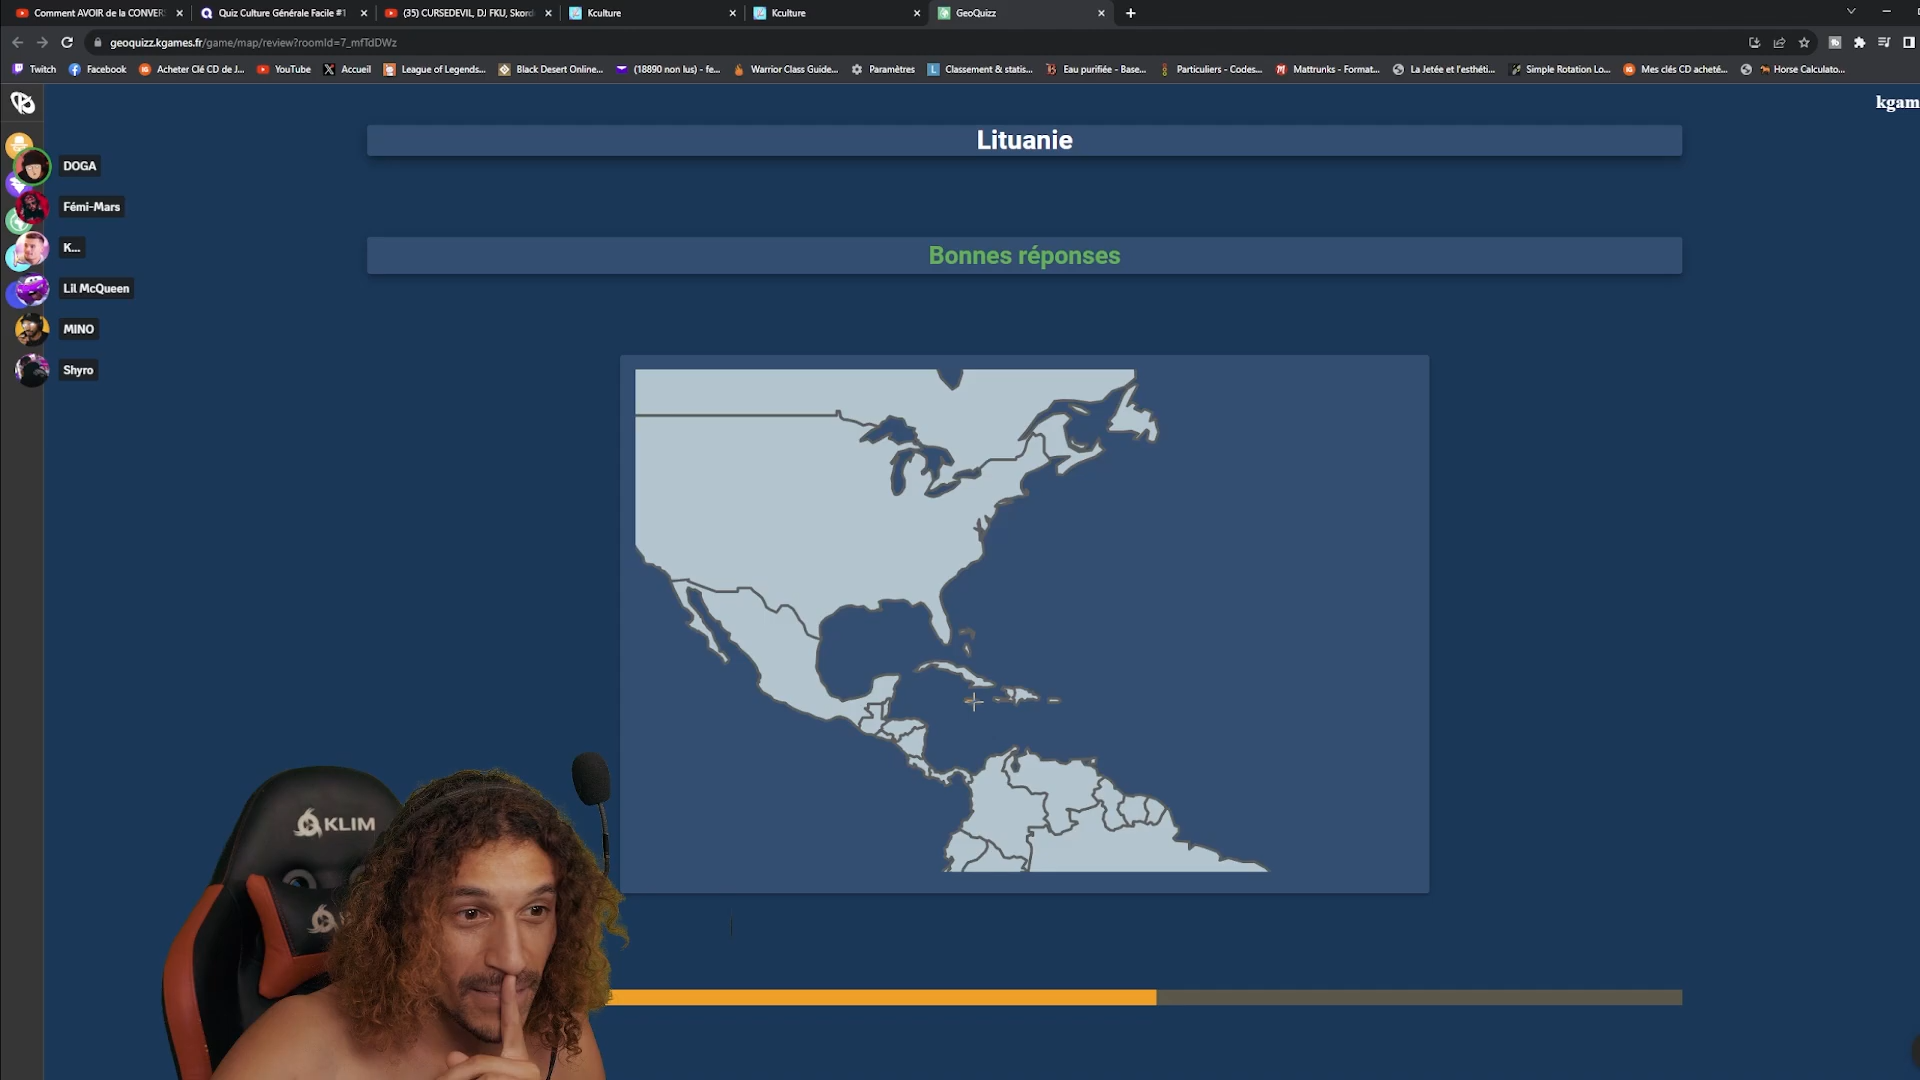 Comment AVOIR de la CONVER
Quiz Culture Générale Facile #1
(35) CURSEDEVIL, DJ FKU, Skord
Kculture
Kculture
GeoQuizz
geoquizz.kgames.fr/game/map/review?roomId=7_mfTdDWz
Twitch
Facebook
Acheter Clé CD de J...
YouTube
Accueil
League of Legends...
Black Desert Online...
(18890 non lus) - fe...
Warrior Class Guide...
Paramètres
Classement & statis...
Eau purifiée - Base...
Particuliers - Codes...
Mattrunks - Format...
La Jetée et l'esthéti...
Simple Rotation Lo...
Mes clés CD acheté...
Horse Calculato...
kgam
Lituanie
DOGA
Fémi-Mars
K...
Bonnes réponses
Lil McQueen
MINO
Shyro
KLIM